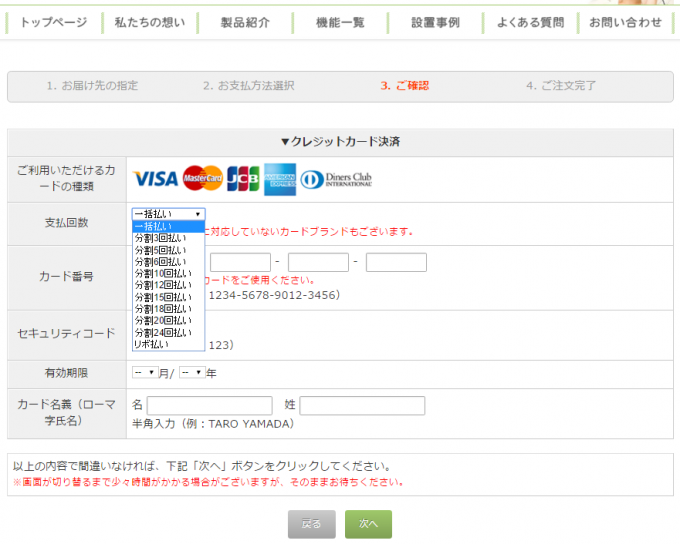 トップページ 私たちの想い 製品紹介 機能一覧 設置事例 よくある質問 お問い合わせ
1. お届け先の指定 2. お支払方法選択 3. ご確認 4. ご注文完了
▼クレジットカード決済
ご利用いただけるカードの種類
VISA MasterCard JCB AMERICAN EXPRESS Diners Club INTERNATIONAL
支払回数
一括払い
一括払い
分割3回払い
分割5回払い
分割6回払い
分割10回払い
分割12回払い
分割15回払い
分割18回払い
分割20回払い
分割24回払い
リボ払い
対応していないカードブランドもございます。
カード番号
- -
カードをご使用ください。
1234-5678-9012-3456)
セキュリティコード
123)
有効期限
-- 月/ -- 年
カード名義（ローマ字氏名）
名 姓
半角入力（例：TARO YAMADA）
以上の内容で間違いなければ、下記「次へ」ボタンをクリックしてください。
※画面が切り替るまで少々時間がかかる場合がございますが、そのままお待ちください。
戻る 次へ